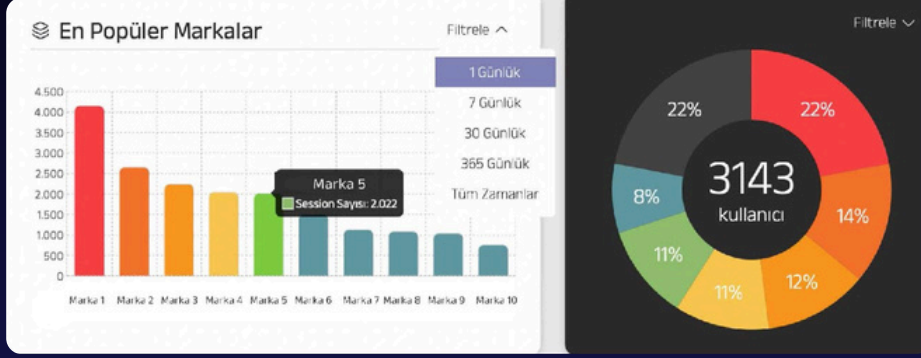 En Popüler Markalar
Filtrele
1 Günlük
7 Günlük
30 Günlük
365 Günlük
Tüm Zamanlar
4.500
4.000
3.500
3.000
2.500
2.000
1.500
1.000
500
0
Marka 5
Session Sayısı: 2.022
Marka 1 Marka 2 Marka 3 Marka 4 Marka 5 Marka 6 Marka 7 Marka 8 Marka 9 Marka 10
Filtrele
22% 22%
8% 14%
11% 12%
11%
3143
kullanıcı